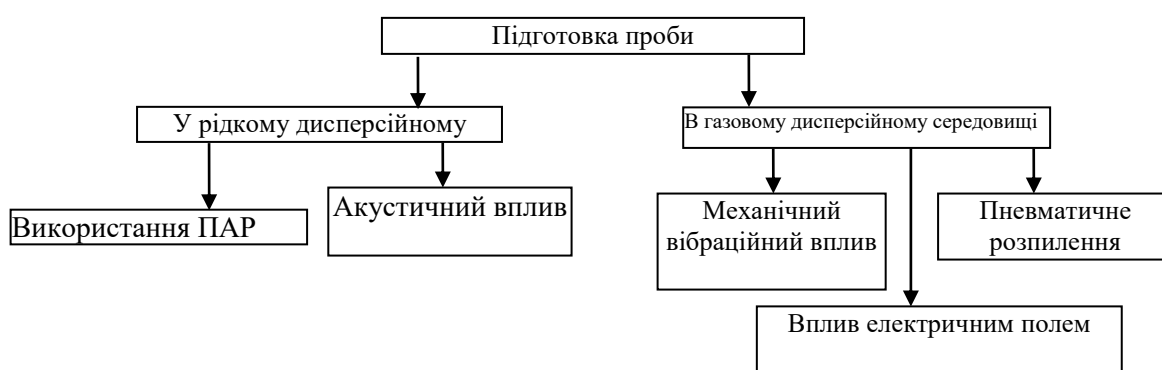 Підготовка проби
У рідкому дисперсійному
В газовому дисперсійному середовищі
Використання ПАР
Акустичний вплив
Механічний
вібраційний вплив
Пневматичне
розпилення
Вплив електричним полем